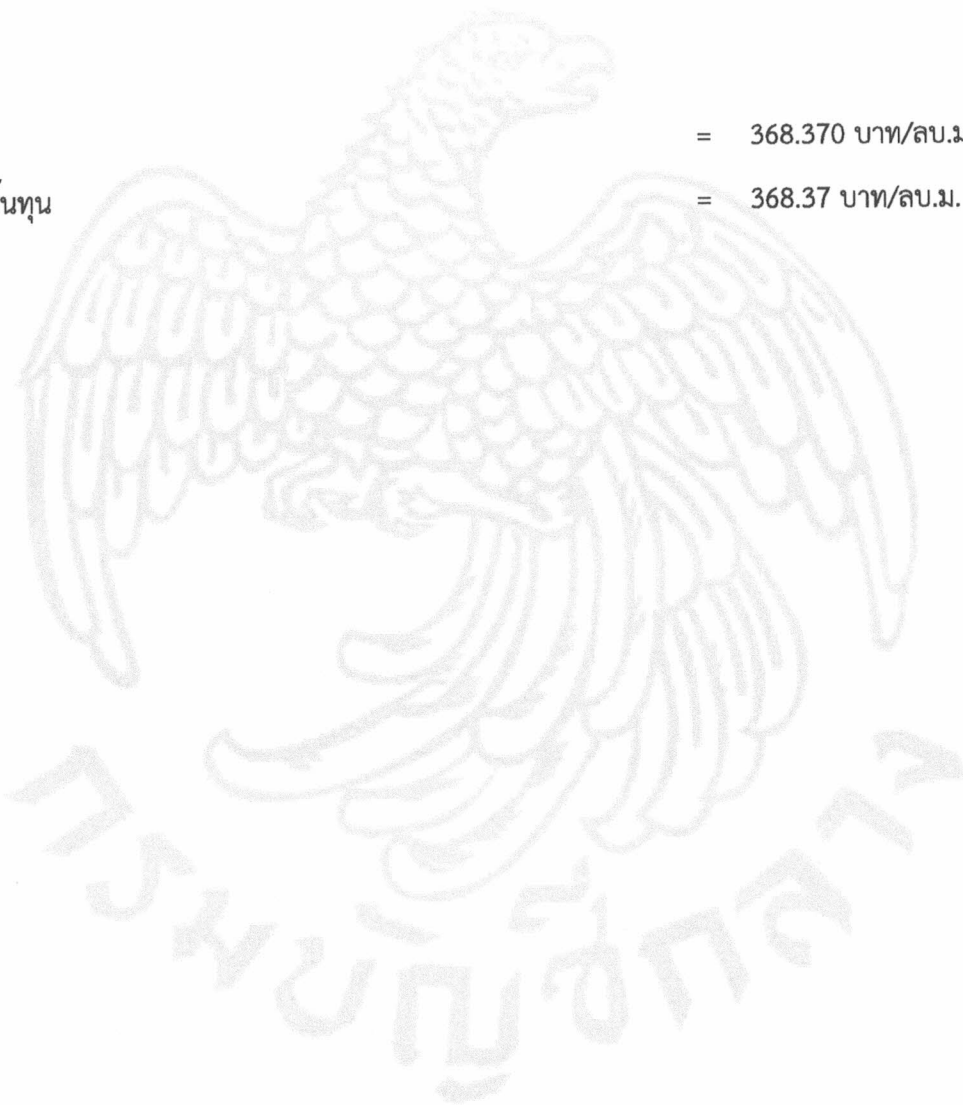 = 368.370 บาท/ลบ.ม
นทุน = 368.37 บาท/ลบ.ม.
กรมบัญชีกลาง